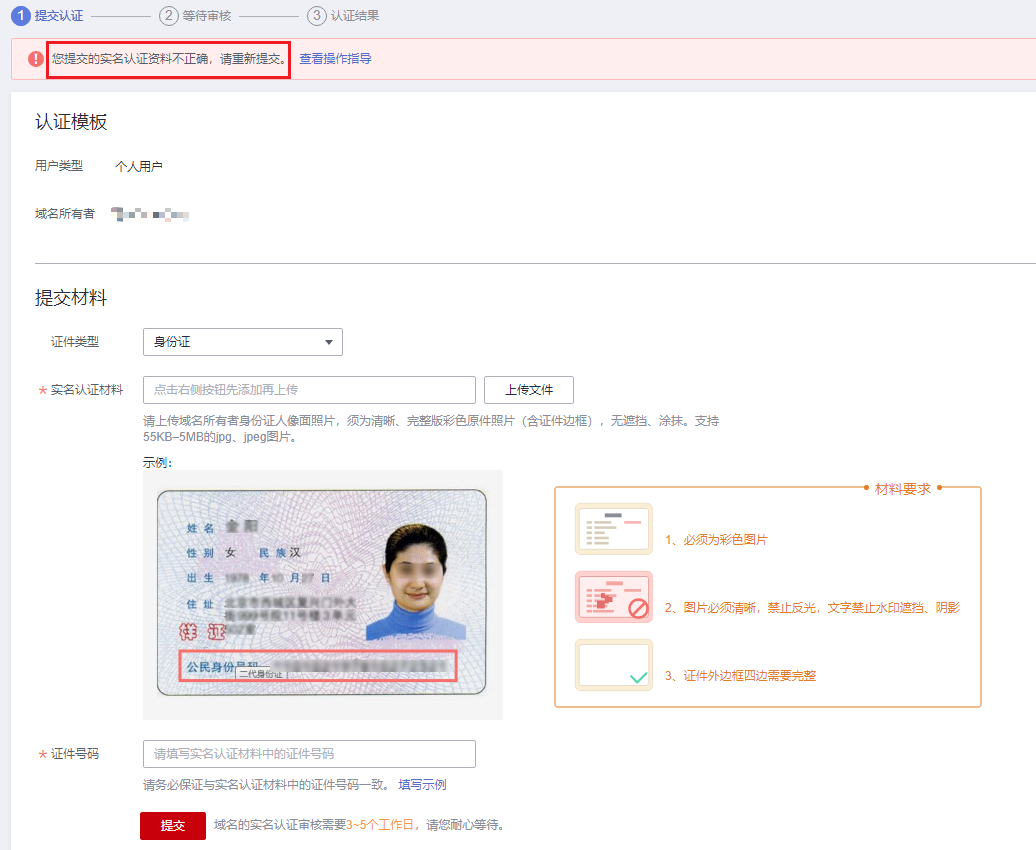 1 提交认证 2 等待审核 3 认证结果
您提交的实名认证资料不正确，请重新提交。 查看操作指导
认证模板
用户类型 个人用户
域名所有者
提交材料
证件类型 身份证
* 实名认证材料 点击右侧按钮先添加再上传 上传文件
请上传域名所有者身份证人像面照片，须为清晰、完整版彩色原件照片（含证件边框），无遮挡、涂抹。支持
55KB–5MB的jpg、jpeg图片。
示例:
姓名
性别 女 民族 汉
出生 年 月 日
住址
样证
公民身份号码
二代身份证
材料要求
1、必须为彩色图片
2、图片必须清晰，禁止反光，文字禁止水印遮挡、阴影
3、证件外边框四边需要完整
* 证件号码 请填写实名认证材料中的证件号码
请务必保证与实名认证材料中的证件号码一致。 填写示例
提交 域名的实名认证审核需要3~5个工作日，请您耐心等待。